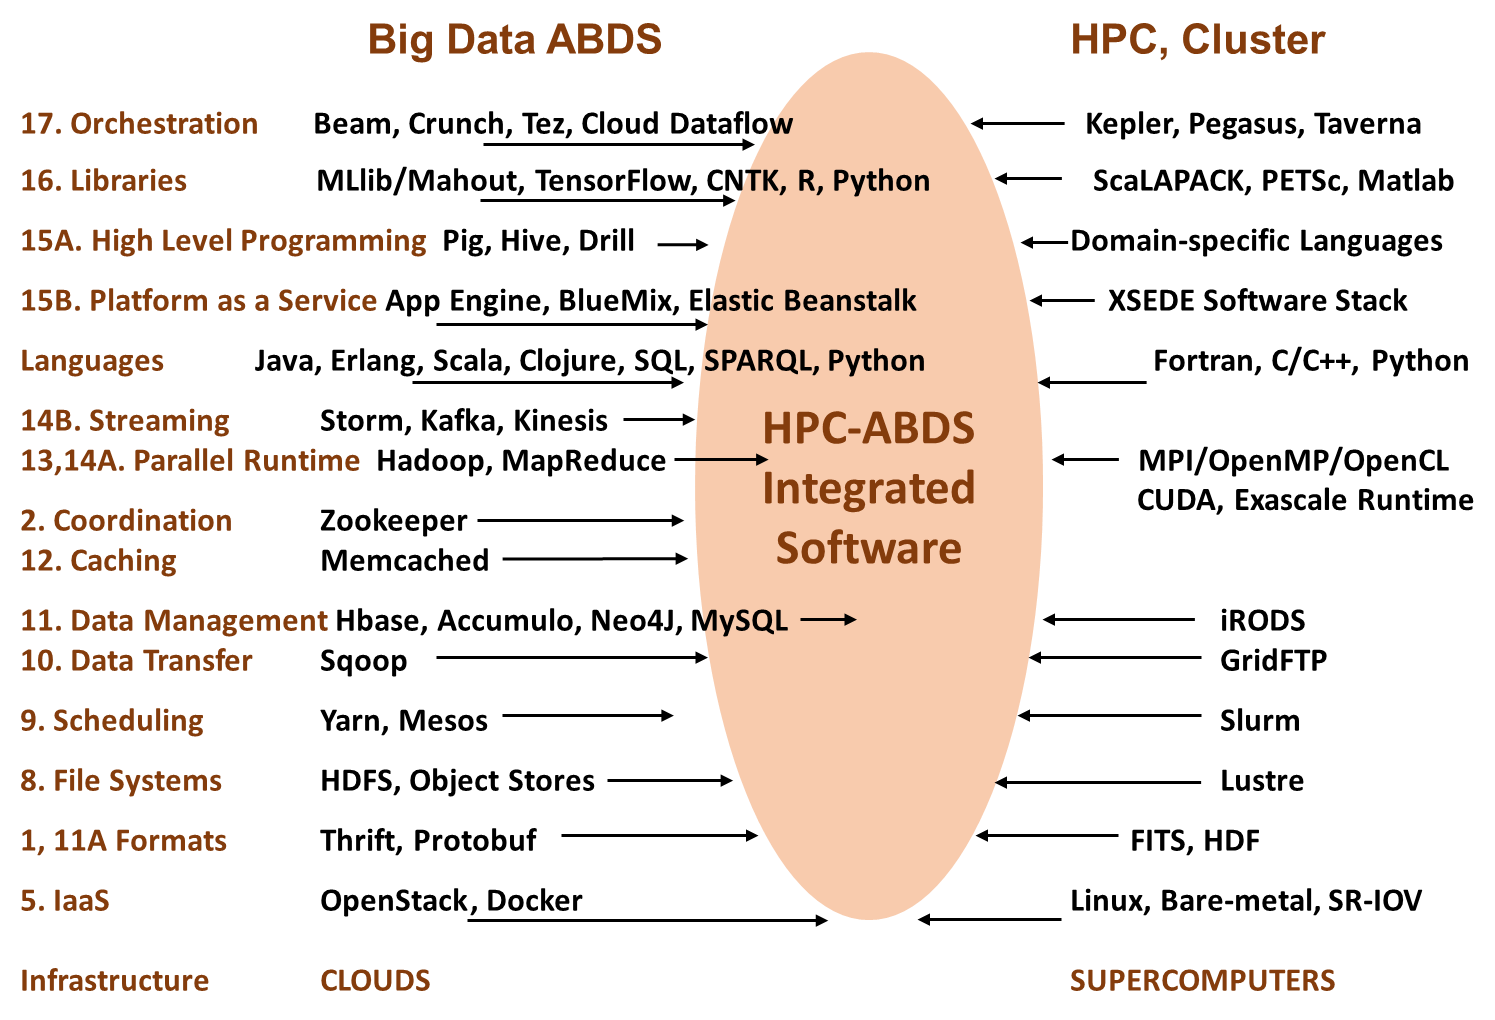 Big Data ABDS HPC, Cluster
17. Orchestration Beam, Crunch, Tez, Cloud Dataflow Kepler, Pegasus, Taverna
16. Libraries MLlib/Mahout, TensorFlow, CNTK, R, Python ScaLAPACK, PETSc, Matlab
15A. High Level Programming Pig, Hive, Drill Domain-specific Languages
15B. Platform as a Service App Engine, BlueMix, Elastic Beanstalk XSEDE Software Stack
Languages Java, Erlang, Scala, Clojure, SQL, SPARQL, Python Fortran, C/C++, Python
14B. Streaming Storm, Kafka, Kinesis
13,14A. Parallel Runtime Hadoop, MapReduce MPI/OpenMP/OpenCL
CUDA, Exascale Runtime
HPC-ABDS
Integrated
Software
2. Coordination Zookeeper
12. Caching Memcached
11. Data Management Hbase, Accumulo, Neo4J, MySQL iRODS
10. Data Transfer Sqoop GridFTP
9. Scheduling Yarn, Mesos Slurm
8. File Systems HDFS, Object Stores Lustre
1, 11A Formats Thrift, Protobuf FITS, HDF
5. IaaS OpenStack, Docker Linux, Bare-metal, SR-IOV
Infrastructure CLOUDS SUPERCOMPUTERS